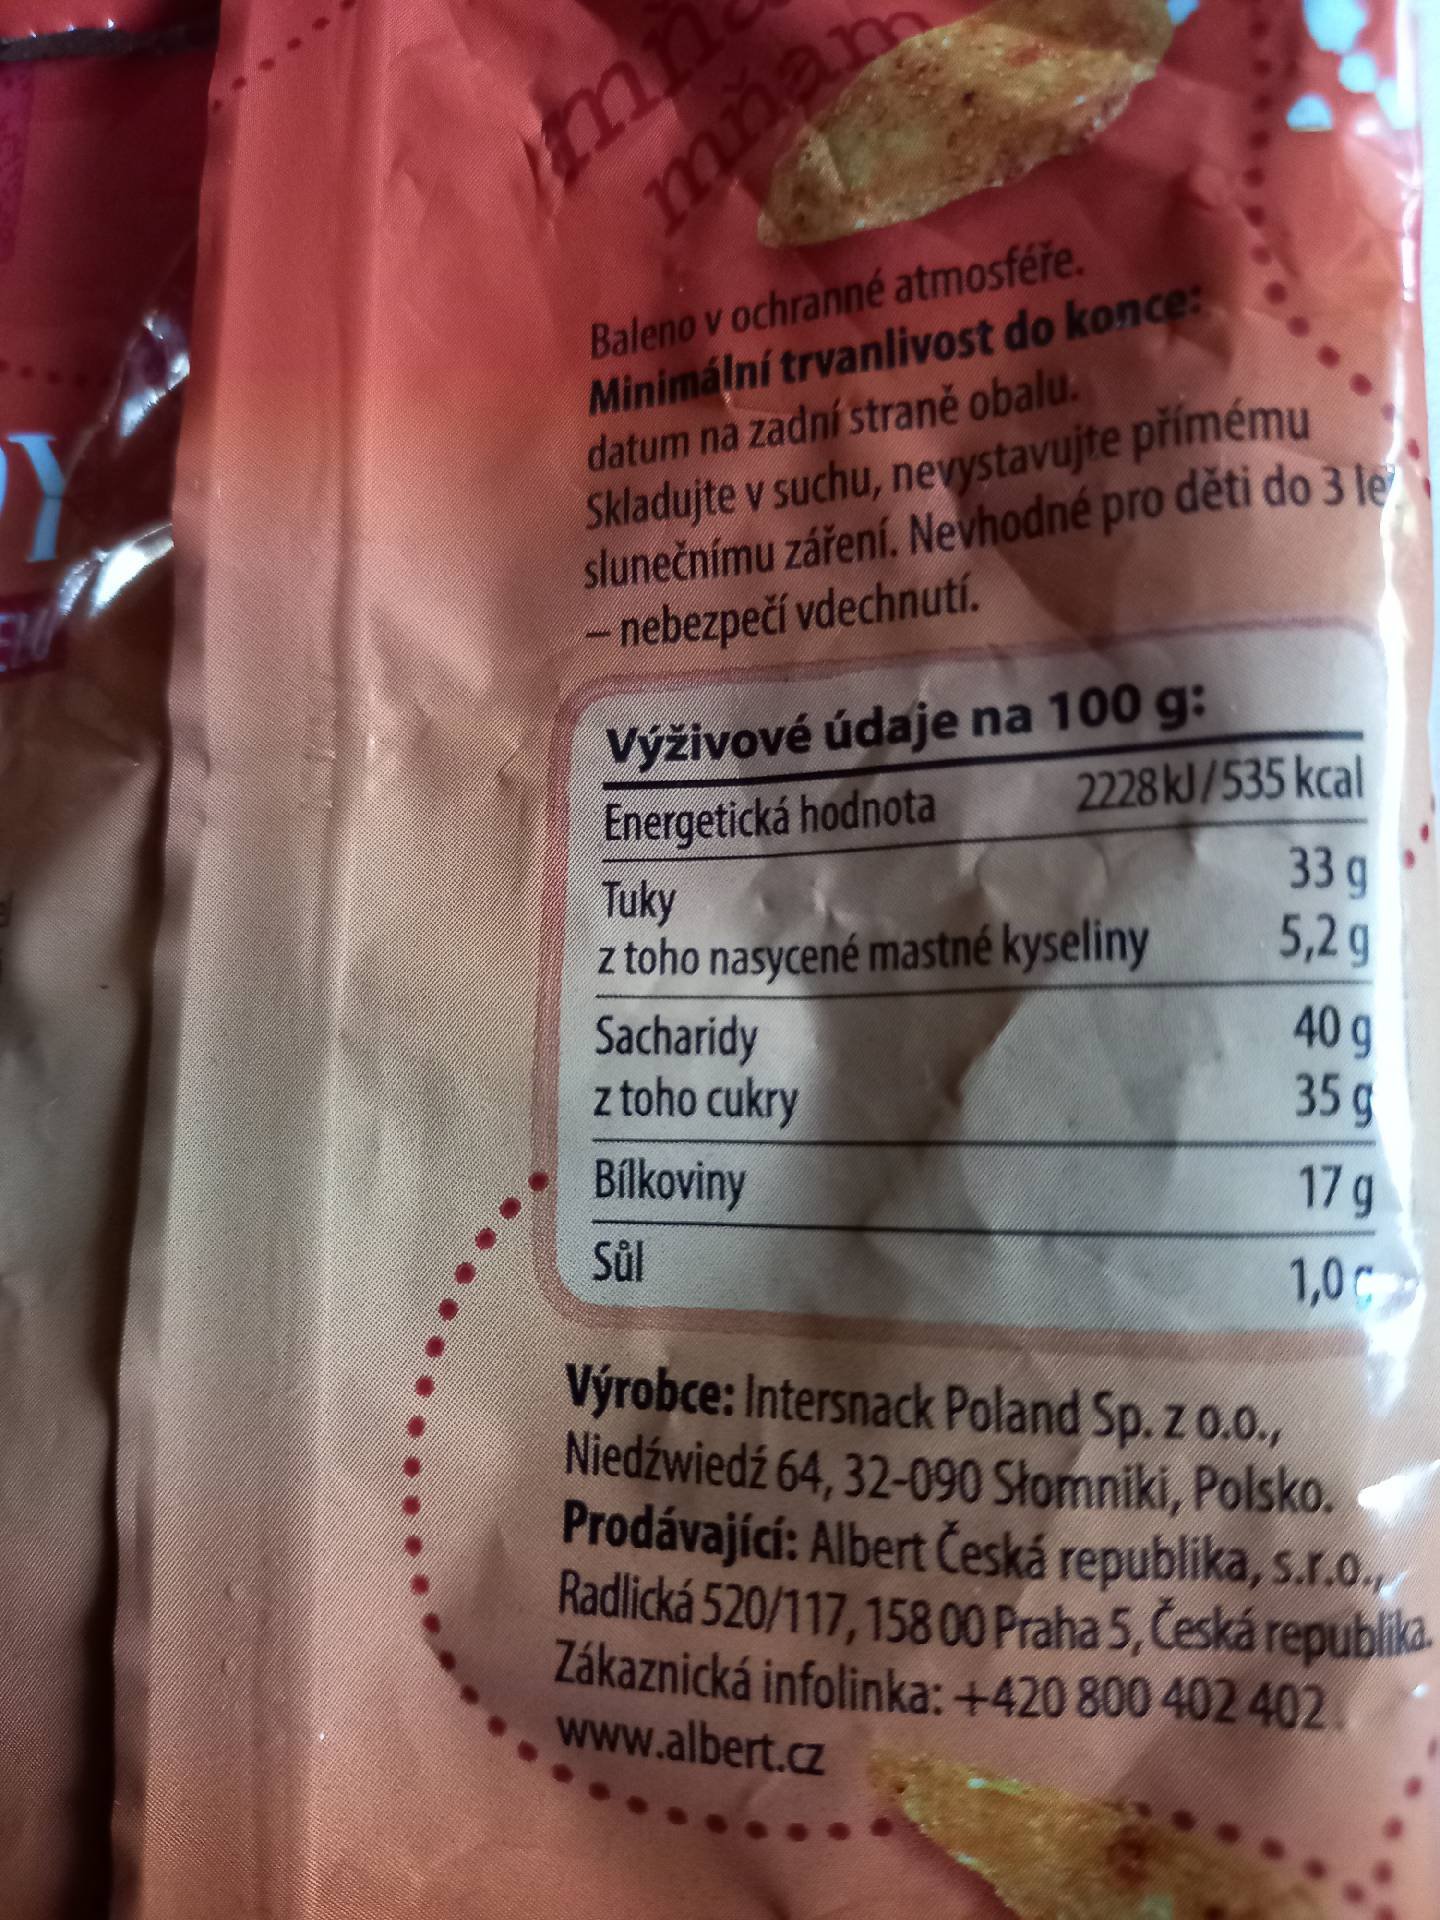 mňam
Baleno v ochranné atmosféře.
Minimální trvanlivost do konce:
datum na zadní straně obalu.
Skladujte v suchu, nevystavujte přímému
slunečnímu záření. Nevhodné pro děti do 3 let
– nebezpečí vdechnutí.
Výživové údaje na 100 g:
Energetická hodnota 2228 kJ/535 kcal
Tuky 33 g
z toho nasycené mastné kyseliny 5,2 g
Sacharidy 40 g
z toho cukry 35 g
Bílkoviny 17 g
Sůl 1,0 g
Výrobce: Intersnack Poland Sp. z o.o.,
Niedźwiedź 64, 32-090 Słomniki, Polsko.
Prodávající: Albert Česká republika, s.r.o.,
Radlická 520/117, 158 00 Praha 5, Česká republika.
Zákaznická infolinka: +420 800 402 402.
www.albert.cz